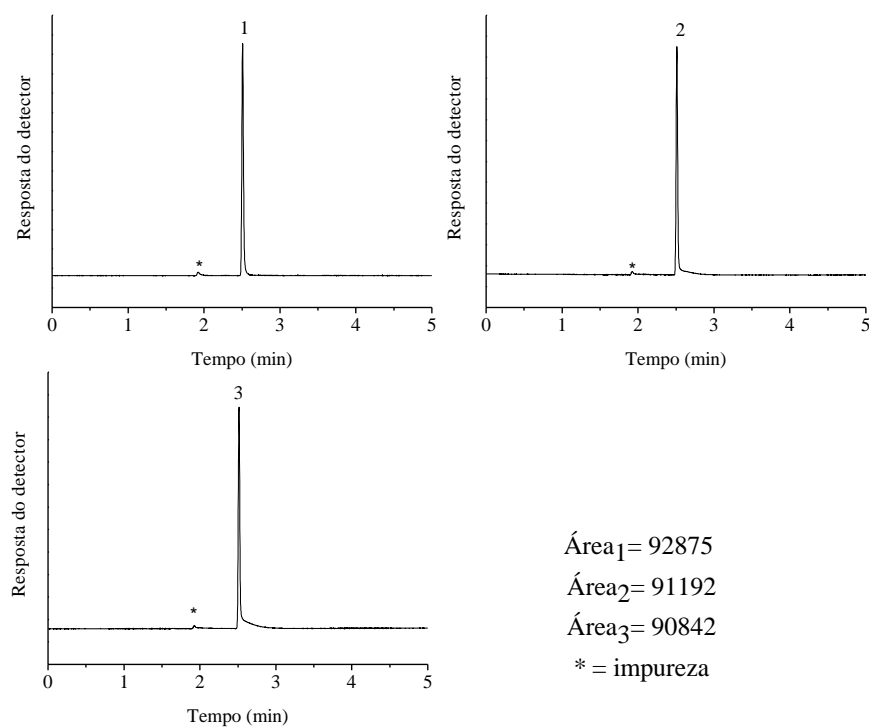 1
Resposta do detector
*
0 1 2 3 4 5
Tempo (min)
2
Resposta do detector
*
0 1 2 3 4 5
Tempo (min)
3
Resposta do detector
*
0 1 2 3 4 5
Tempo (min)
Área1= 92875
Área2= 91192
Área3= 90842
* = impureza